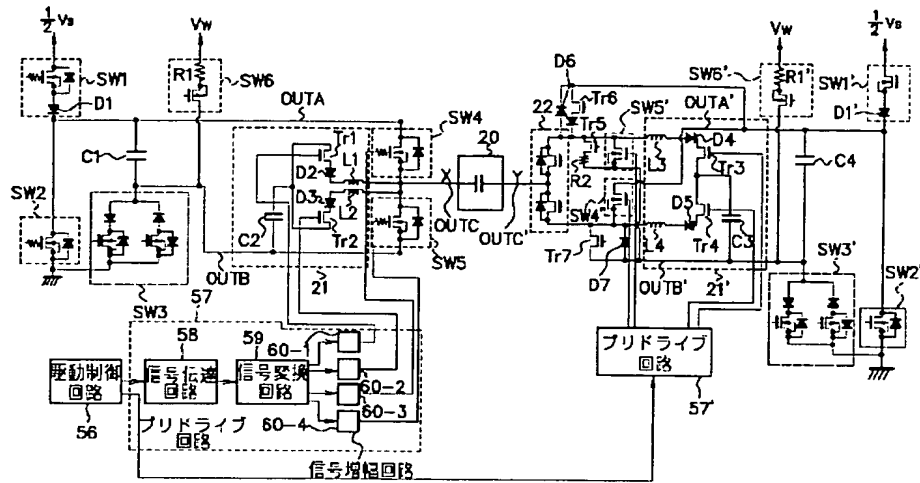 1/2 VS
VW
VW
1/2 VS
D6
R1
SW6
SW6'
R1'
SW1
SW1'
D1
OUTA
Tr6
SW5'
OUTA'
D1'
22
Tr5
D4
C1
Tr1
L1
SW4
20
D2
L3
Tr3
C4
D3
R2
D5
SW2
L2
OUTC
OUTC'
SW4'
C3
C2
Tr2
SW5
Tr7
L4
Tr4
SW3'
D7
SW2'
OUTB
21
OUTB'
21'
SW3
57
58
59
60-1
プリドライブ
回路
駆動制御
回路
信号伝達
回路
信号変換
回路
60-2
57'
56
60-3
プリドライブ
回路
60-4
信号増幅回路